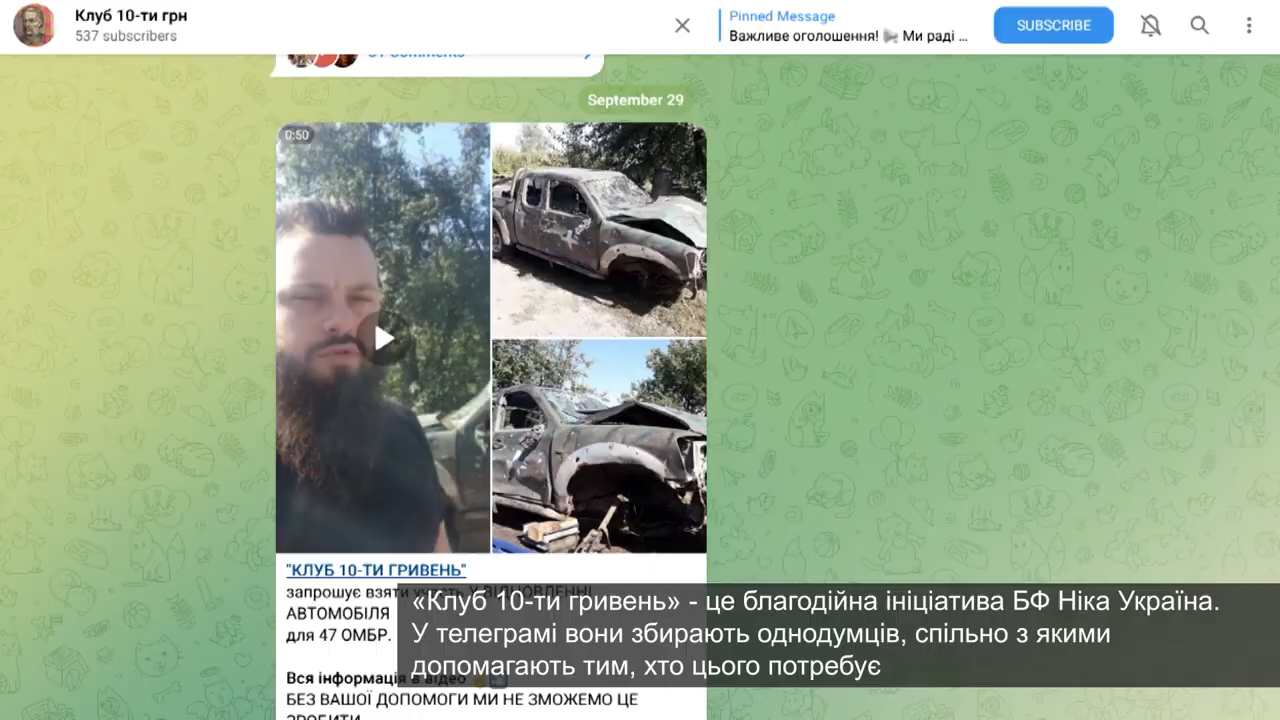 Клуб 10-ти грн
537 subscribers
Pinned Message
Важливе оголошення! Ми раді ...
SUBSCRIBE
September 29
0:50
"КЛУБ 10-ТИ ГРИВЕНЬ"
запрошує взяти участь У ВІДНОВЛЕННІ
АВТОМОБІЛЯ
для 47 ОМБР.
«Клуб 10-ти гривень» - це благодійна ініціатива БФ Ніка Україна.
У телеграмі вони збирають однодумців, спільно з якими
допомагають тим, хто цього потребує
Вся інформація в відео
БЕЗ ВАШОЇ ДОПОМОГИ МИ НЕ ЗМОЖЕМО ЦЕ
ЗРОБИТИ